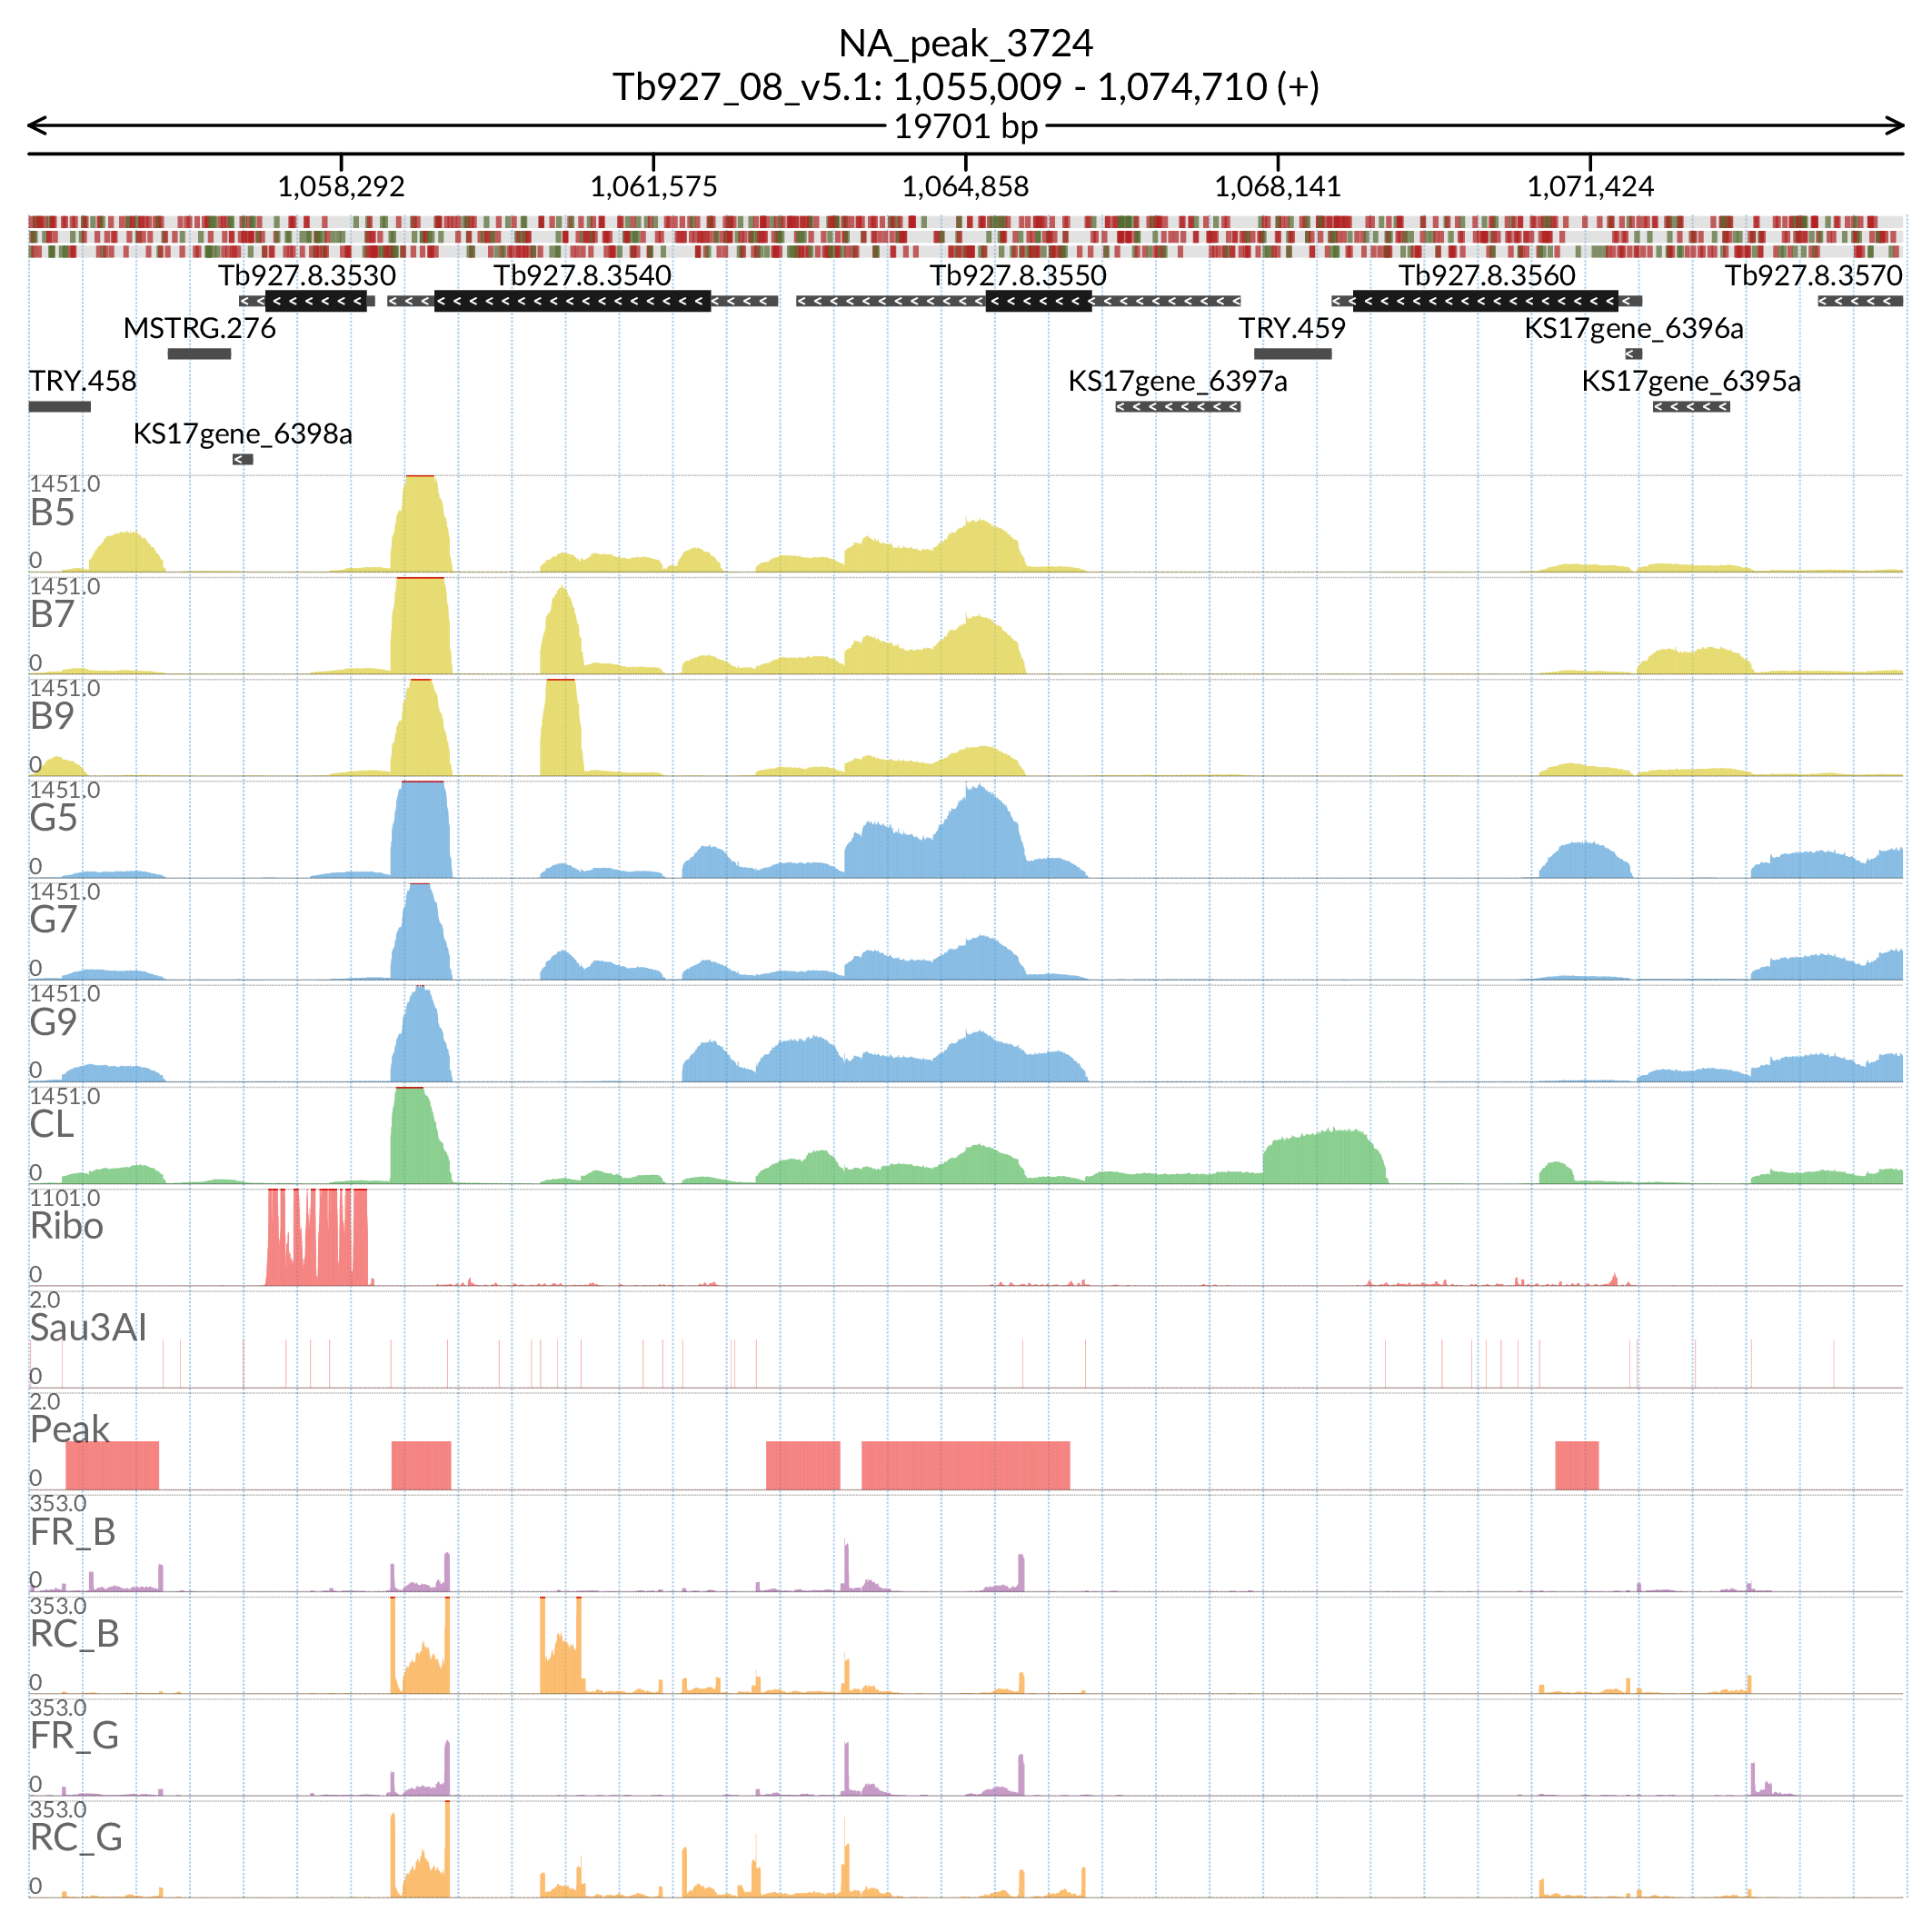 NA_peak_3724
Tb927_08_v5.1: 1,055,009 - 1,074,710 (+)
19701 bp
1,058,292 1,061,575 1,064,858 1,068,141 1,071,424
Tb927.8.3530 Tb927.8.3540 Tb927.8.3550 Tb927.8.3560 Tb927.8.3570
MSTRG.276 TRY.459 KS17gene_6396a
TRY.458 KS17gene_6397a KS17gene_6395a
KS17gene_6398a
1451.0
B5
0
1451.0
B7
0
1451.0
B9
0
1451.0
G5
0
1451.0
G7
0
1451.0
G9
0
1451.0
CL
0
1101.0
Ribo
0
2.0
Sau3AI
0
2.0
Peak
0
353.0
FR_B
0
353.0
RC_B
0
353.0
FR_G
0
353.0
RC_G
0